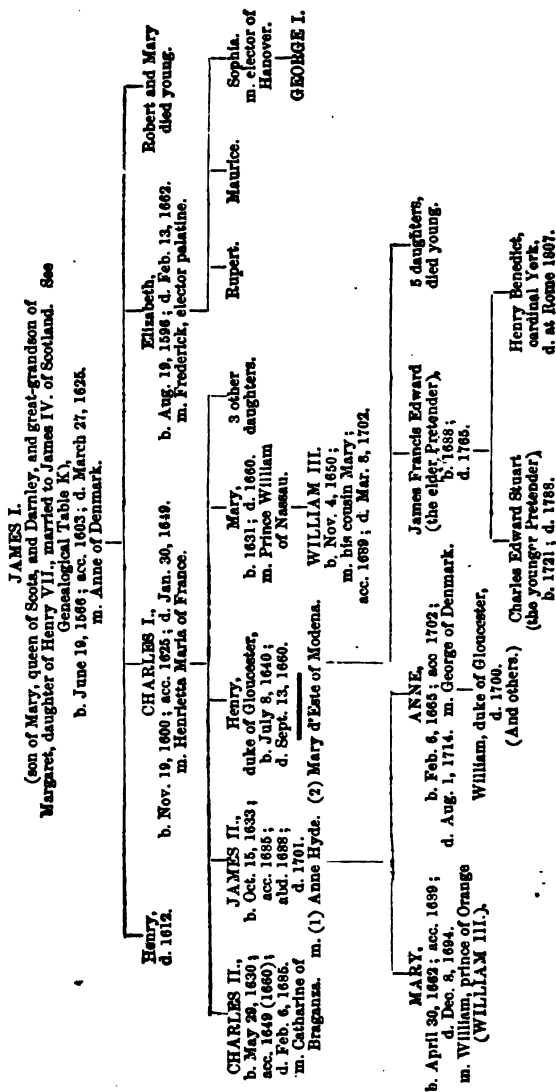 JAMES I.
(son of Mary, queen of Scots, and Darnley, and great-grandson of
Margaret, daughter of Henry VII., married to James IV. of Scotland. See
Genealogical Table K),
b. June 19, 1566; acc. 1603; d. March 27, 1625.
m. Anne of Denmark.
Henry,
d. 1612.
CHARLES I.,
b. Nov. 19, 1600; acc. 1625; d. Jan. 30, 1649.
m. Henrietta Maria of France.
Elizabeth,
b. Aug. 19, 1596; d. Feb. 13, 1662.
m. Frederick, elector palatine.
Robert and Mary
died young.
CHARLES II.,
b. May 29, 1630;
acc. 1649 (1660);
d. Feb. 6, 1685.
m. Catharine of
Braganza.
JAMES II.,
b. Oct. 15, 1633;
acc. 1685;
abd. 1688;
d. 1701.
m. (1) Anne Hyde. (2) Mary d'Este of Modena.
Henry,
duke of Gloucester,
b. July 8, 1640;
d. Sept. 13, 1660.
Mary,
b. 1631; d. 1660.
m. Prince William
of Nassau.
3 other
daughters.
Rupert.
Maurice.
Sophia.
m. elector of
Hanover.
GEORGE I.
WILLIAM III.
b. Nov. 4, 1650;
m. his cousin Mary;
acc. 1689; d. Mar. 8, 1702.
MARY,
b. April 30, 1662; acc. 1689;
d. Dec. 8, 1694.
m. William, prince of Orange
(WILLIAM III.).
ANNE,
b. Feb. 6, 1665; acc 1702;
d. Aug. 1, 1714. m. George of Denmark.
William, duke of Gloucester,
d. 1700.
(And others.)
James Francis Edward
(the elder Pretender),
b. 1688;
d. 1765.
5 daughters,
died young.
Charles Edward Stuart
(the younger Pretender)
b. 1721; d. 1788.
Henry Benedict,
cardinal York,
d. at Rome 1807.